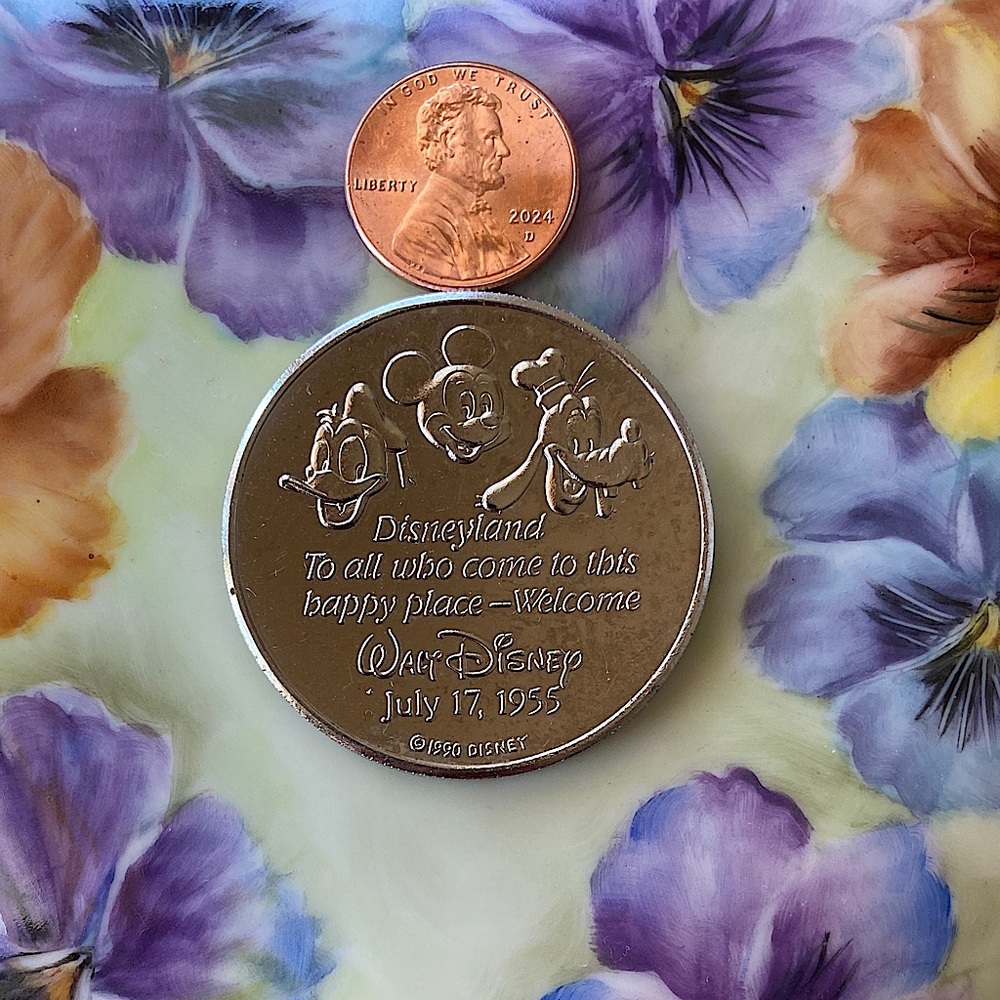 IN GOD WE TRUST
LIBERTY
2024
D
Disneyland
To all who come to this
happy place – Welcome
Walt Disney
July 17, 1955
©1990 DISNEY